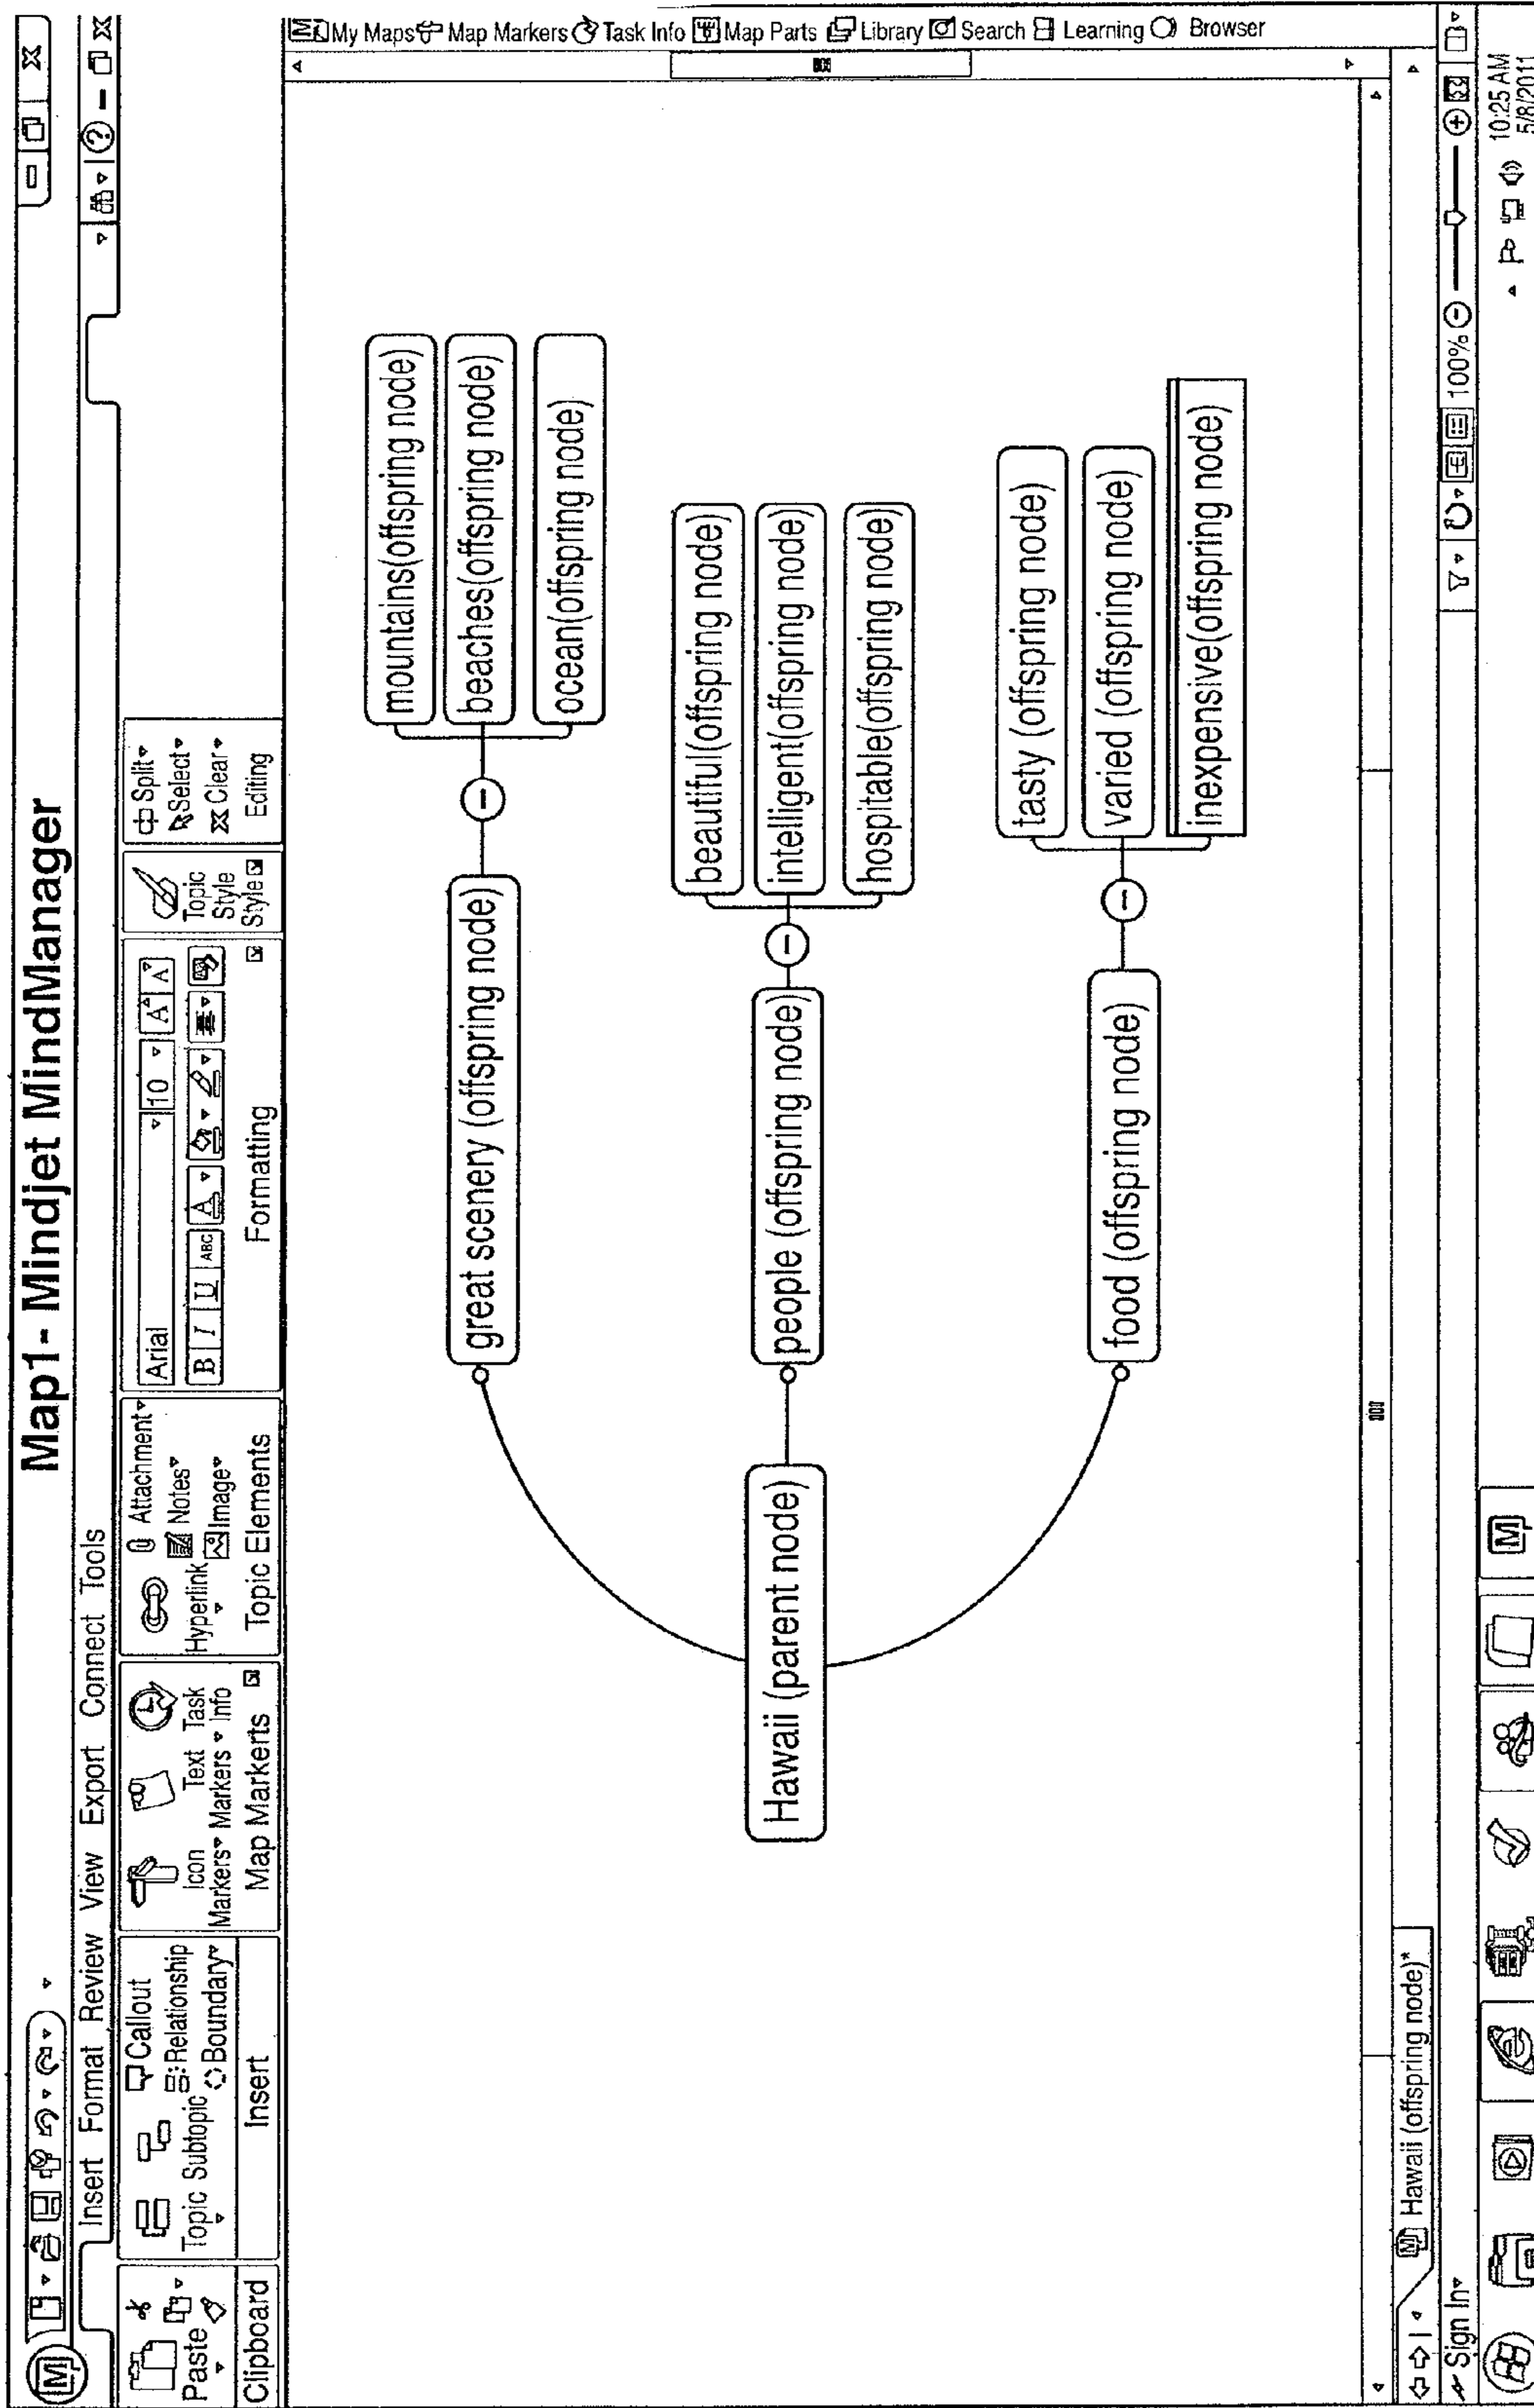 Map1- Mindjet MindManager
Insert Format Review View Export Connect Tools
Paste
Clipboard
Topic Subtopic
Callout
Relationship
Boundary
Insert
Icon Markers
Text Markers
Task Info
Map Markerts
Hyperlink
Attachment
Notes
Image
Topic Elements
Arial 10 A A
B I U ABC A
Formatting
Topic Style
Style
Split
Select
Clear
Editing
My Maps Map Markers Task Info Map Parts Library Search Learning Browser
Hawaii (parent node)
great scenery (offspring node)
mountains(offspring node)
beaches(offspring node)
ocean(offspring node)
people (offspring node)
beautiful(offspring node)
intelligent(offspring node)
hospitable(offspring node)
food (offspring node)
tasty (offspring node)
varied (offspring node)
inexpensive(offspring node)
Hawaii (offspring node)*
Sign In
100%
10:25 AM
5/8/2011